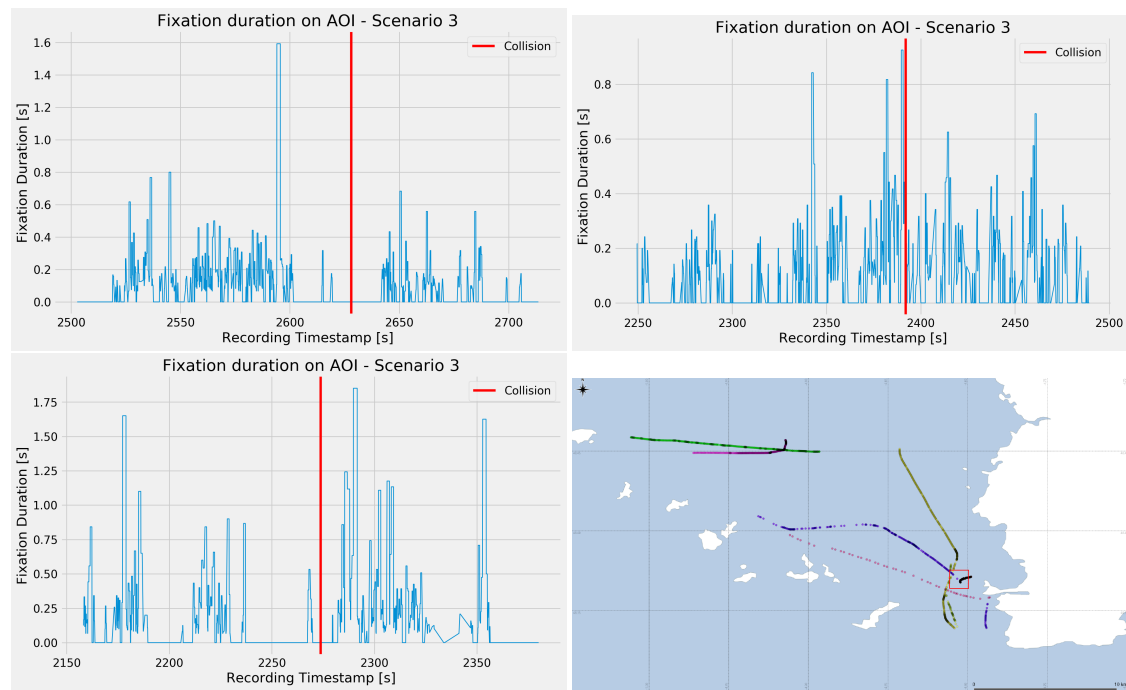 Fixation duration on AOI - Scenario 3
Collision
1.6
1.4
1.2
1.0
0.8
0.6
0.4
0.2
0.0
Fixation Duration [s]
2500 2550 2600 2650 2700
Recording Timestamp [s]
Fixation duration on AOI - Scenario 3
Collision
0.8
0.6
0.4
0.2
0.0
Fixation Duration [s]
2250 2300 2350 2400 2450 2500
Recording Timestamp [s]
Fixation duration on AOI - Scenario 3
Collision
1.75
1.50
1.25
1.00
0.75
0.50
0.25
0.00
Fixation Duration [s]
2150 2200 2250 2300 2350
Recording Timestamp [s]
0